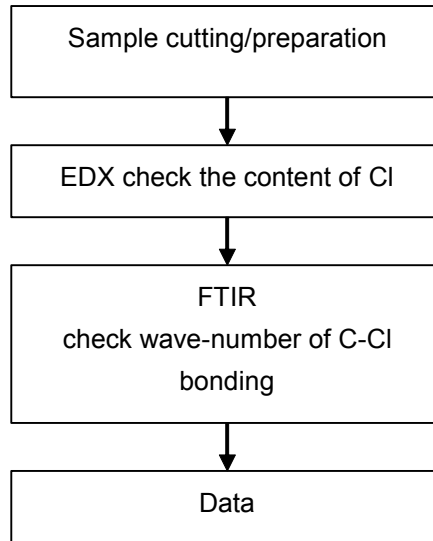 Sample cutting/preparation
EDX check the content of Cl
FTIR
check wave-number of C-Cl
bonding
Data